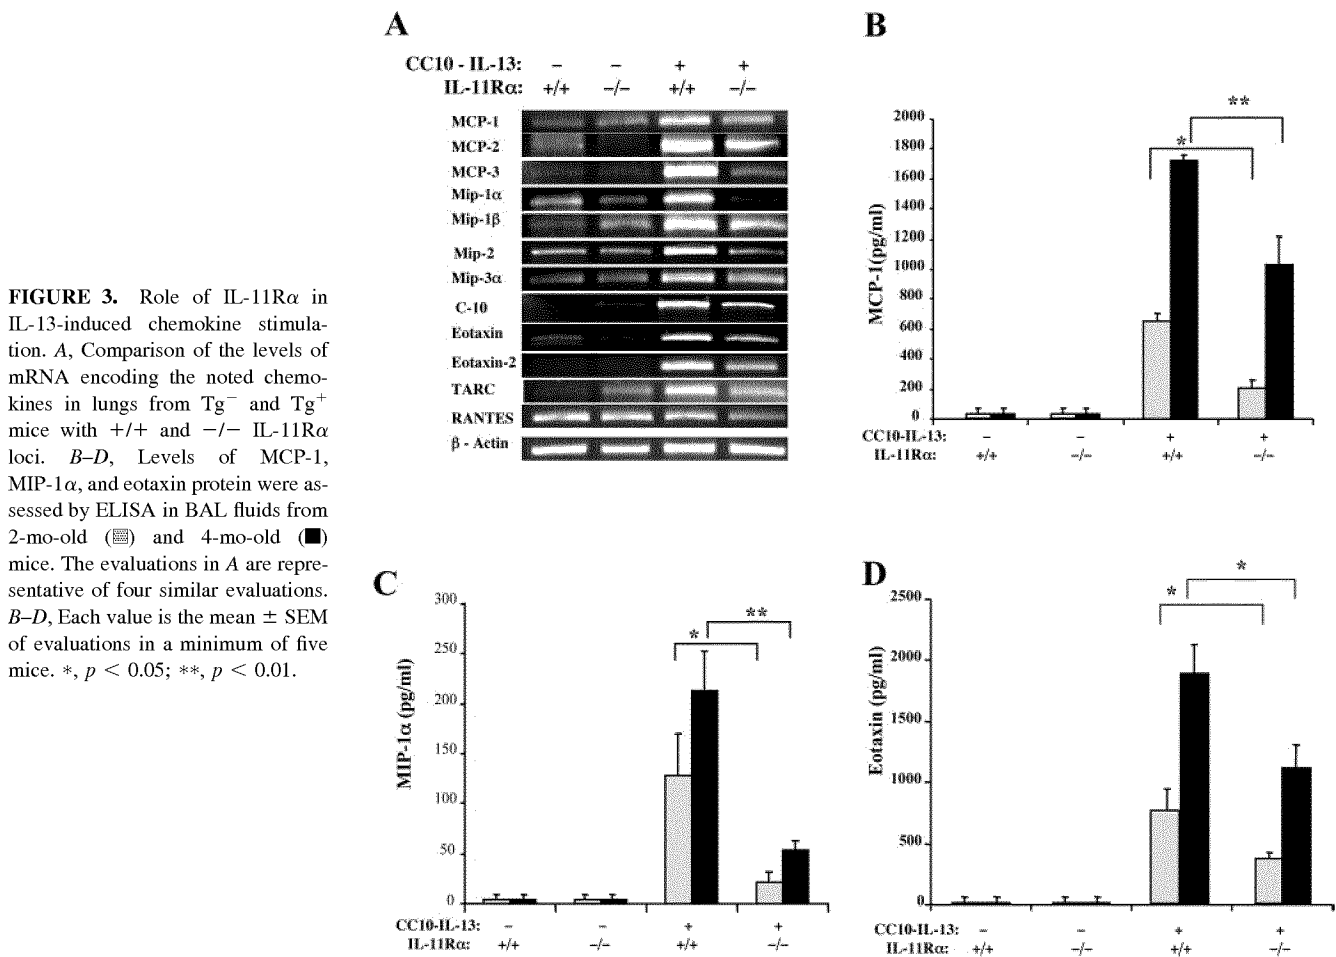 FIGURE 3. Role of IL-11Rα in
IL-13-induced chemokine stimula-
tion. A, Comparison of the levels of
mRNA encoding the noted chemo-
kines in lungs from Tg⁻ and Tg⁺
mice with +/+ and −/− IL-11Rα
loci. B–D, Levels of MCP-1,
MIP-1α, and eotaxin protein were as-
sessed by ELISA in BAL fluids from
2-mo-old (▒) and 4-mo-old (■)
mice. The evaluations in A are repre-
sentative of four similar evaluations.
B–D, Each value is the mean ± SEM
of evaluations in a minimum of five
mice. *, p < 0.05; **, p < 0.01.
A
CC10 - IL-13: − − + +
IL-11Rα: +/+ −/− +/+ −/−
MCP-1
MCP-2
MCP-3
Mip-1α
Mip-1β
Mip-2
Mip-3α
C-10
Eotaxin
Eotaxin-2
TARC
RANTES
β - Actin
B
MCP-1(pg/ml)
2000
1800
1600
1400
1200
1000
800
600
400
200
0
**
*
CC10-IL-13: − − + +
IL-11Rα: +/+ −/− +/+ −/−
C
MIP-1α (pg/ml)
300
250
200
150
100
50
0
**
*
CC10-IL-13: − − + +
IL-11Rα: +/+ −/− +/+ −/−
D
Eotaxin (pg/ml)
2500
2000
1500
1000
500
0
*
*
CC10-IL-13: − − + +
IL-11Rα: +/+ −/− +/+ −/−